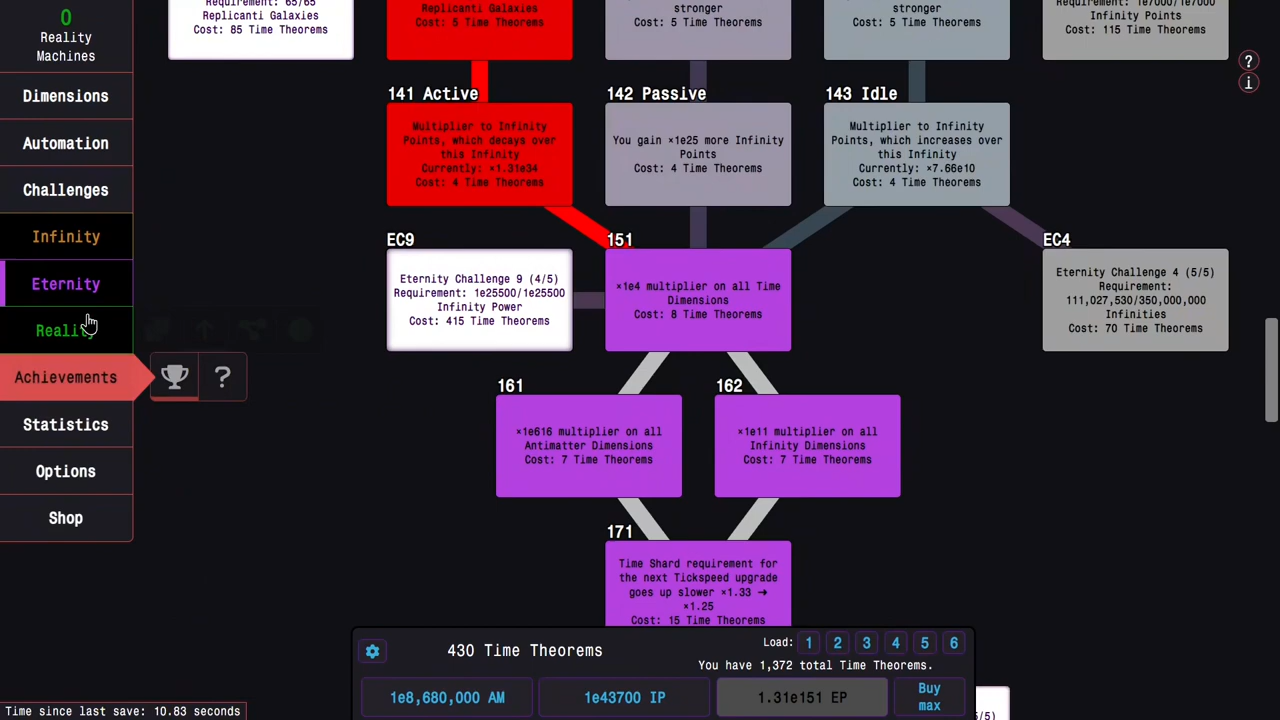 0
Reality
Machines
Dimensions
Automation
Challenges
Infinity
Eternity
Reality
Achievements
?
Statistics
Options
Shop
Time since last save: 10.83 seconds
Requirement: 65/65
Replicanti Galaxies
Cost: 85 Time Theorems
Replicanti Galaxies
Cost: 5 Time Theorems
stronger
Cost: 5 Time Theorems
stronger
Cost: 5 Time Theorems
Requirement: 1e7000/1e7000
Infinity Points
Cost: 115 Time Theorems
?
i
141 Active
Multiplier to Infinity
Points, which decays over
this Infinity
Currently: ×1.31e34
Cost: 4 Time Theorems
142 Passive
You gain ×1e25 more Infinity
Points
Cost: 4 Time Theorems
143 Idle
Multiplier to Infinity
Points, which increases over
this Infinity
Currently: ×7.66e10
Cost: 4 Time Theorems
EC9
Eternity Challenge 9 (4/5)
Requirement: 1e25500/1e25500
Infinity Power
Cost: 415 Time Theorems
151
×1e4 multiplier on all Time
Dimensions
Cost: 8 Time Theorems
EC4
Eternity Challenge 4 (5/5)
Requirement:
111,027,530/350,000,000
Infinities
Cost: 70 Time Theorems
161
×1e616 multiplier on all
Antimatter Dimensions
Cost: 7 Time Theorems
162
×1e11 multiplier on all
Infinity Dimensions
Cost: 7 Time Theorems
171
Time Shard requirement for
the next Tickspeed upgrade
goes up slower ×1.33 ➜
×1.25
Cost: 15 Time Theorems
430 Time Theorems
Load: 1 2 3 4 5 6
You have 1,372 total Time Theorems.
1e8,680,000 AM
1e43700 IP
1.31e151 EP
Buy
max